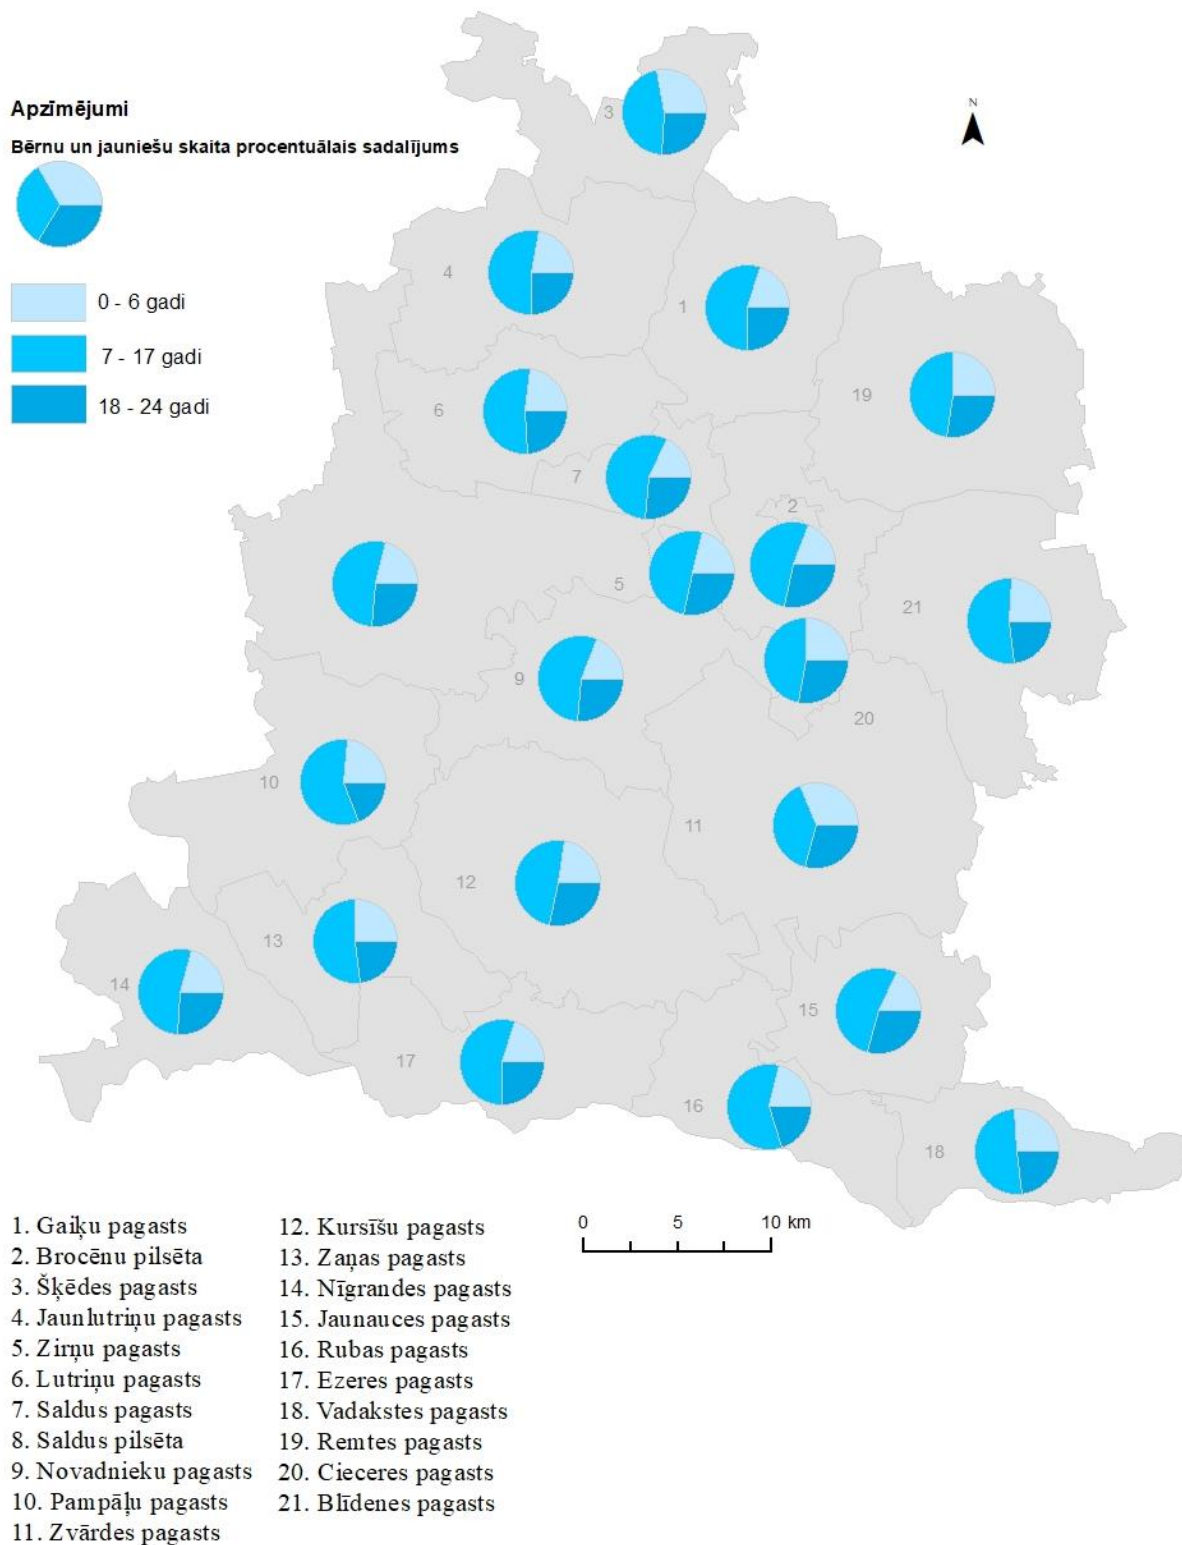 Apzīmējumi
Bērnu un jauniešu skaita procentuālais sadalījums
0 - 6 gadi
7 - 17 gadi
18 - 24 gadi
N
3
4
1
19
6
7
2
5
21
9
20
10
11
12
13
14
15
17
16
18
0 5 10 km
1. Gaiķu pagasts
2. Brocēnu pilsēta
3. Šķēdes pagasts
4. Jaunlutriņu pagasts
5. Zirņu pagasts
6. Lutriņu pagasts
7. Saldus pagasts
8. Saldus pilsēta
9. Novadnieku pagasts
10. Pampāļu pagasts
11. Zvārdes pagasts
12. Kursīšu pagasts
13. Zaņas pagasts
14. Nīgrandes pagasts
15. Jaunauces pagasts
16. Rubas pagasts
17. Ezeres pagasts
18. Vadakstes pagasts
19. Remtes pagasts
20. Cieceres pagasts
21. Blīdenes pagasts